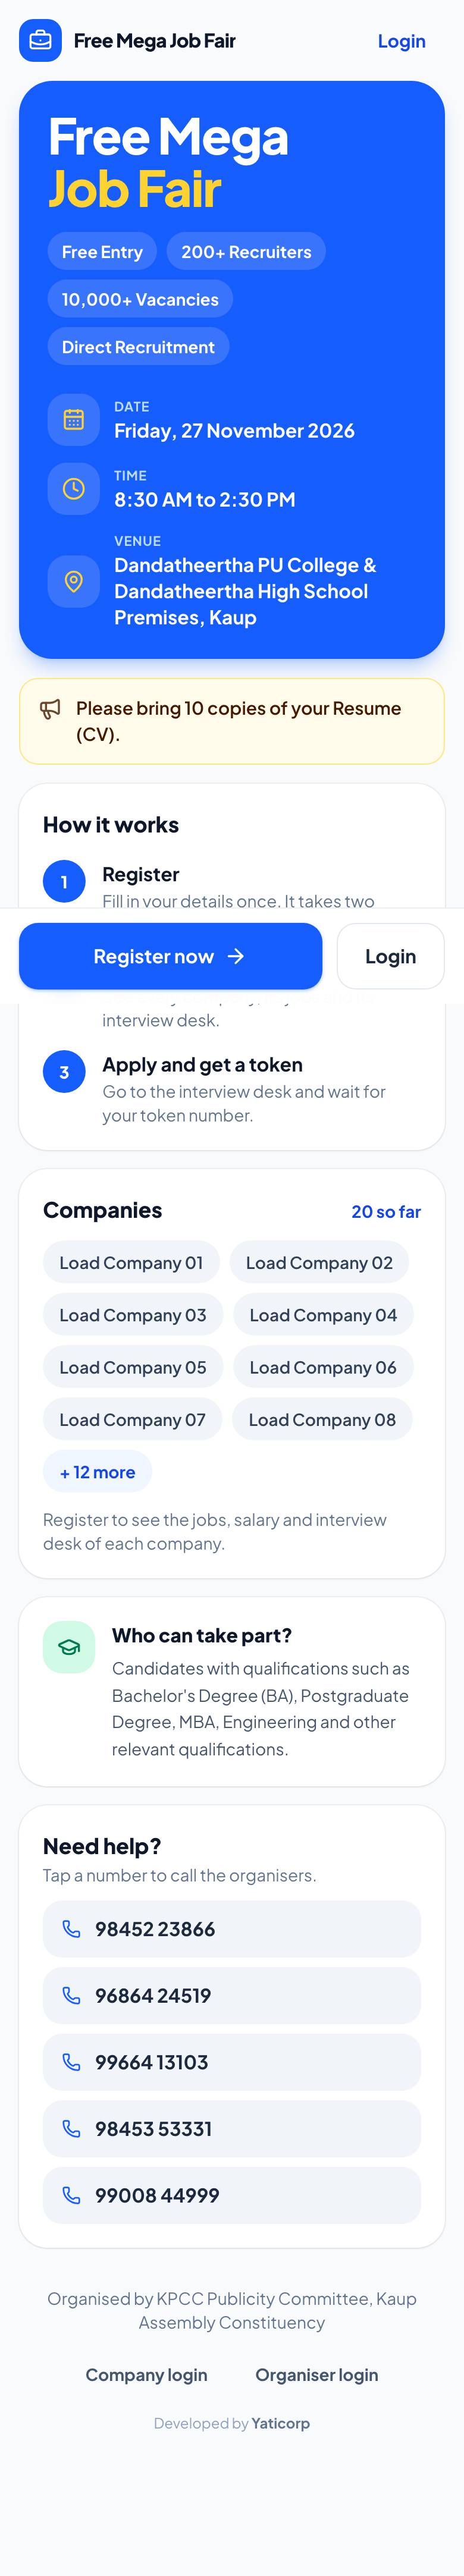 Free Mega Job Fair
Login
Free Mega
Job Fair
Free Entry
200+ Recruiters
10,000+ Vacancies
Direct Recruitment
DATE
Friday, 27 November 2026
TIME
8:30 AM to 2:30 PM
VENUE
Dandatheertha PU College &
Dandatheertha High School
Premises, Kaup
Please bring 10 copies of your Resume
(CV).
How it works
1
Register
Fill in your details once. It takes two
Register now
Login
interview desk.
3
Apply and get a token
Go to the interview desk and wait for
your token number.
Companies
20 so far
Load Company 01
Load Company 02
Load Company 03
Load Company 04
Load Company 05
Load Company 06
Load Company 07
Load Company 08
+ 12 more
Register to see the jobs, salary and interview
desk of each company.
Who can take part?
Candidates with qualifications such as
Bachelor's Degree (BA), Postgraduate
Degree, MBA, Engineering and other
relevant qualifications.
Need help?
Tap a number to call the organisers.
98452 23866
96864 24519
99664 13103
98453 53331
99008 44999
Organised by KPCC Publicity Committee, Kaup
Assembly Constituency
Company login
Organiser login
Developed by Yaticorp